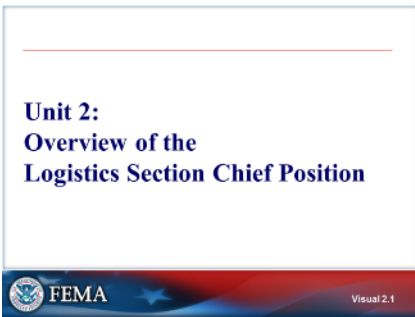 Unit 2:
Overview of the
Logistics Section Chief Position
FEMA
Visual 2.1